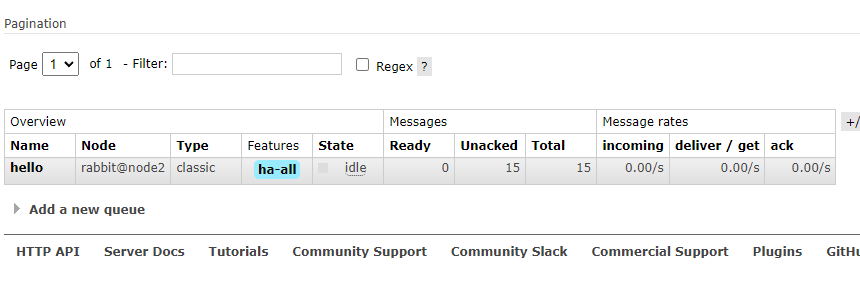 Pagination
Page 1 of 1 - Filter: Regex ?
Overview Messages Message rates +/
Name Node Type Features State Ready Unacked Total incoming deliver / get ack
hello rabbit@node2 classic ha-all idle 0 15 15 0.00/s 0.00/s 0.00/s
Add a new queue
HTTP API Server Docs Tutorials Community Support Community Slack Commercial Support Plugins GitHu